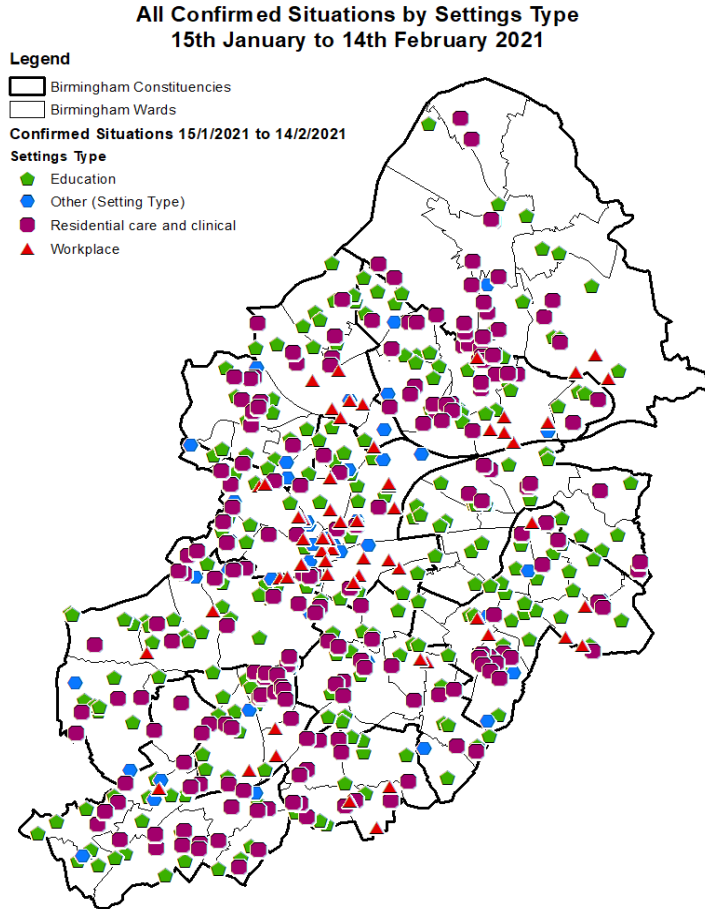 All Confirmed Situations by Settings Type
15th January to 14th February 2021
Legend
Birmingham Constituencies
Birmingham Wards
Confirmed Situations 15/1/2021 to 14/2/2021
Settings Type
Education
Other (Setting Type)
Residential care and clinical
Workplace